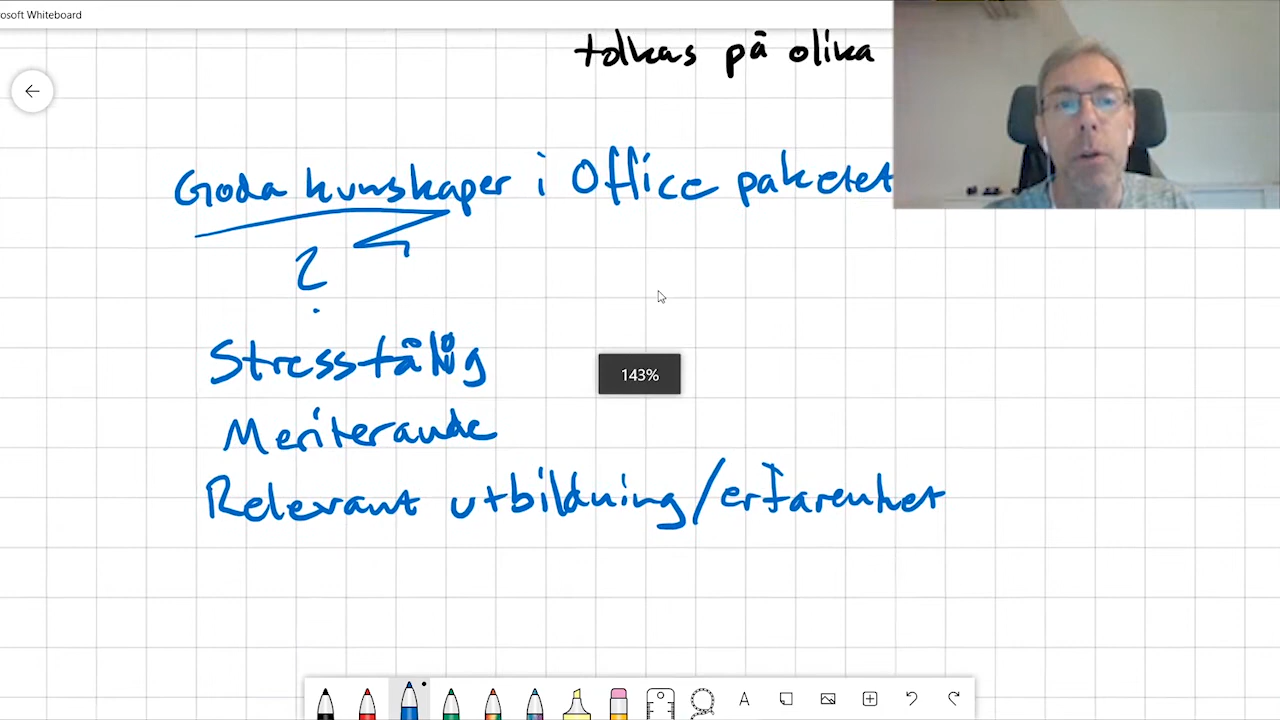 osoft Whiteboard
tolkas på olika
Goda kunskaper i Office paketet
?
Stresstålig
143%
Meriterande
Relevant utbildning/erfarenhet
A